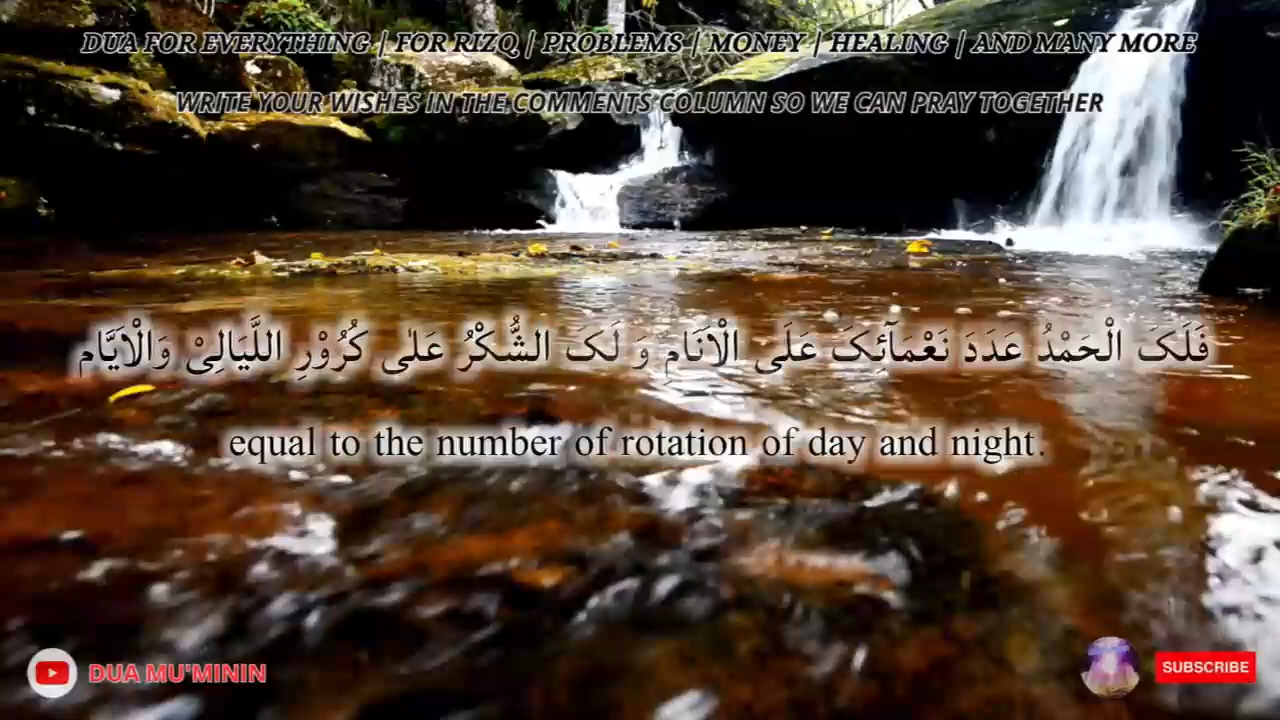 DUA FOR EVERYTHING | FOR RIZQ | PROBLEMS | MONEY | HEALING | AND MANY MORE
WRITE YOUR WISHES IN THE COMMENTS COLUMN SO WE CAN PRAY TOGETHER
فَلَکَ الْحَمْدُ عَدَدَ نَعْمَآئِکَ عَلَی الْاَنَامِ وَ لَکَ الشُّکْرُ عَلٰی کُرُوْرِ اللَّیَالِیْ وَالْاَیَّام
equal to the number of rotation of day and night.
DUA MU'MININ
SUBSCRIBE